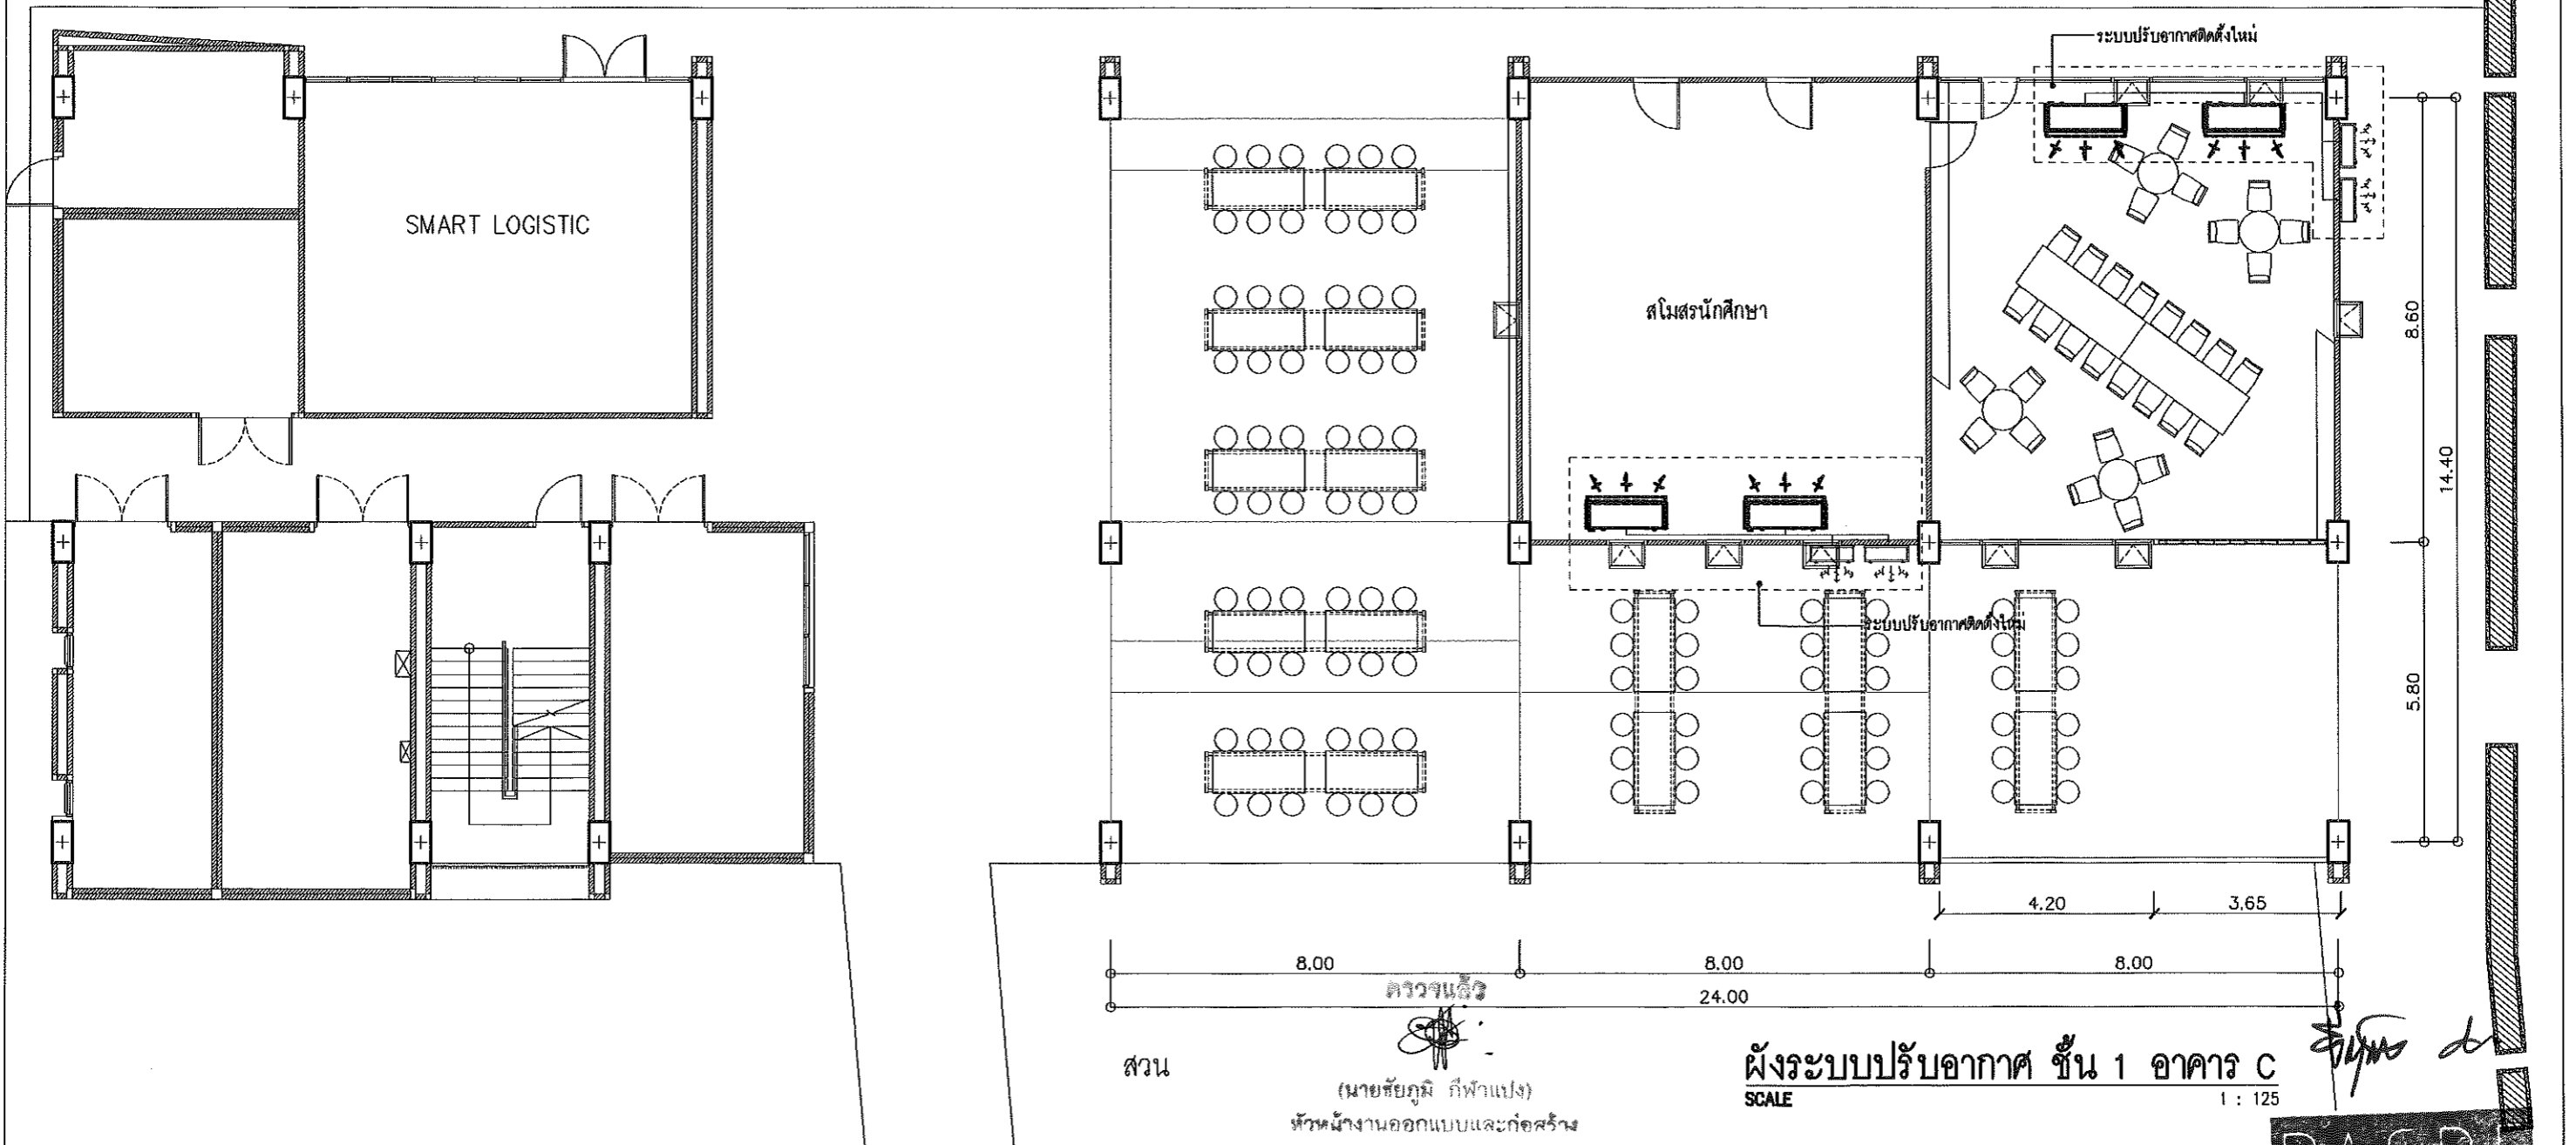 ระบบปรับอากาศติดตั้งใหม่
SMART LOGISTIC
สโมสรนักศึกษา
8.60
14.40
ระบบปรับอากาศติดตั้งใหม่
5.80
4.20 3.65
8.00 8.00 8.00
24.00
ตรวจแล้ว
สวน
(นายชัยภูมิ กีฬาแปง)
หัวหน้างานออกแบบและก่อสร้าง
ผังระบบปรับอากาศ ชั้น 1 อาคาร C
SCALE 1 : 125